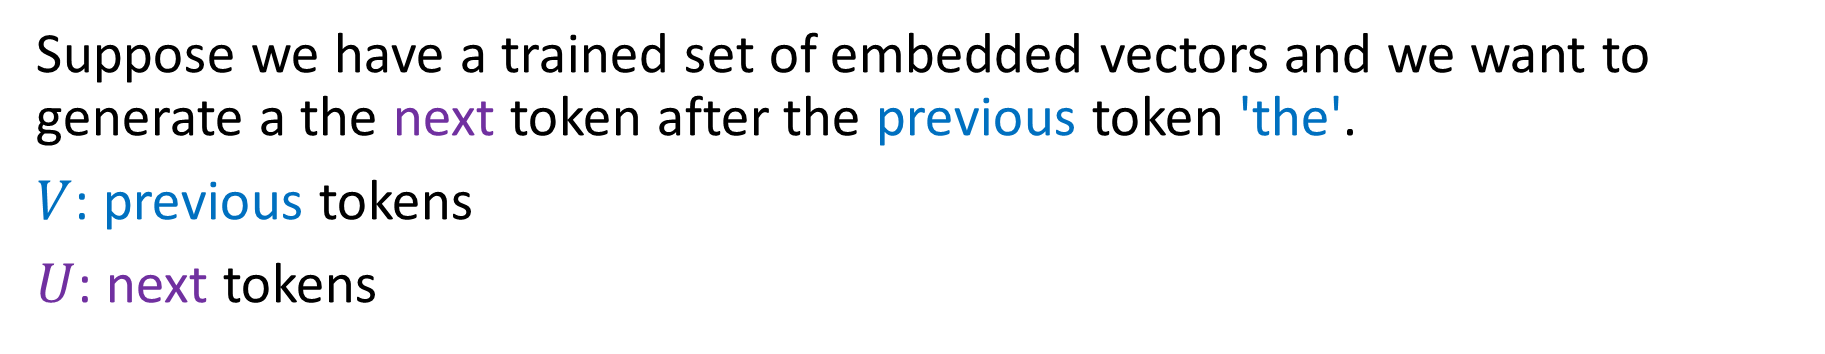 Suppose we have a trained set of embedded vectors and we want to
generate a the next token after the previous token 'the'.
V: previous tokens
U: next tokens